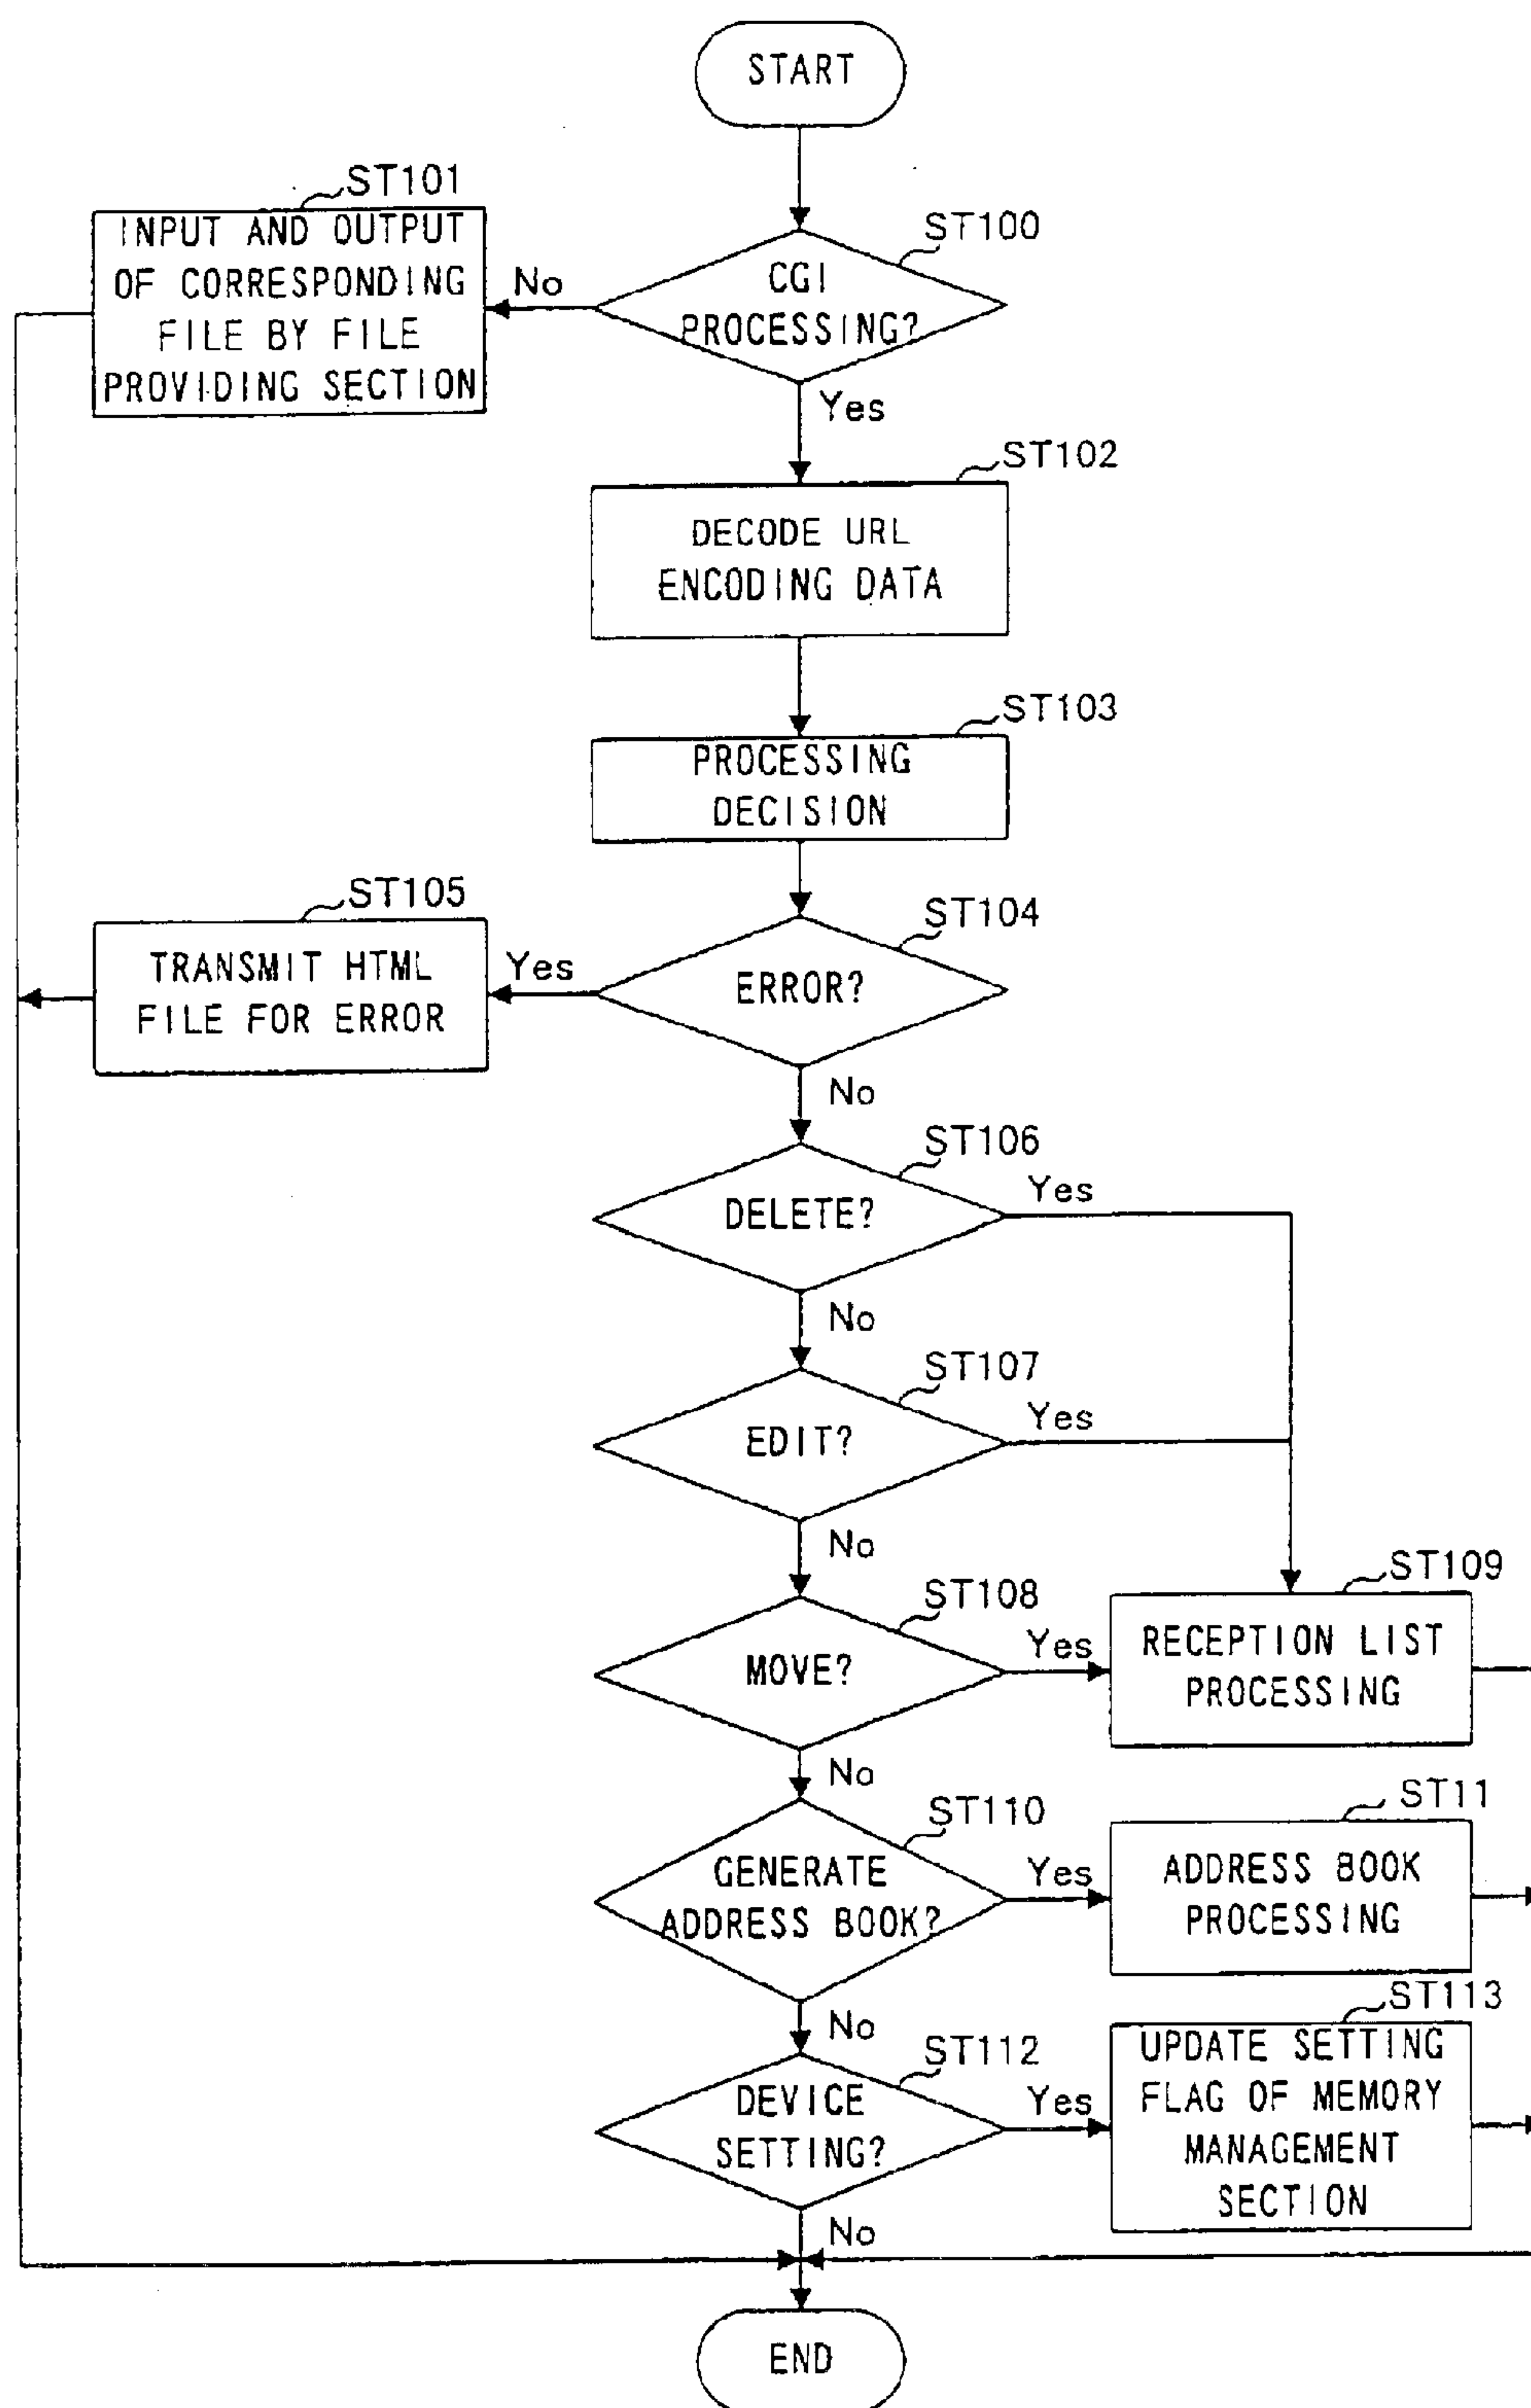 START
ST101
INPUT AND OUTPUT
OF CORRESPONDING
FILE BY FILE
PROVIDING SECTION
ST100
CGI
PROCESSING?
No
Yes
ST102
DECODE URL
ENCODING DATA
ST103
PROCESSING
DECISION
ST105
TRANSMIT HTML
FILE FOR ERROR
Yes
ST104
ERROR?
No
ST106
DELETE?
Yes
No
ST107
EDIT?
Yes
No
ST108
MOVE?
Yes
ST109
RECEPTION LIST
PROCESSING
No
ST110
GENERATE
ADDRESS BOOK?
Yes
ST11
ADDRESS BOOK
PROCESSING
No
ST112
DEVICE
SETTING?
Yes
ST113
UPDATE SETTING
FLAG OF MEMORY
MANAGEMENT
SECTION
No
END